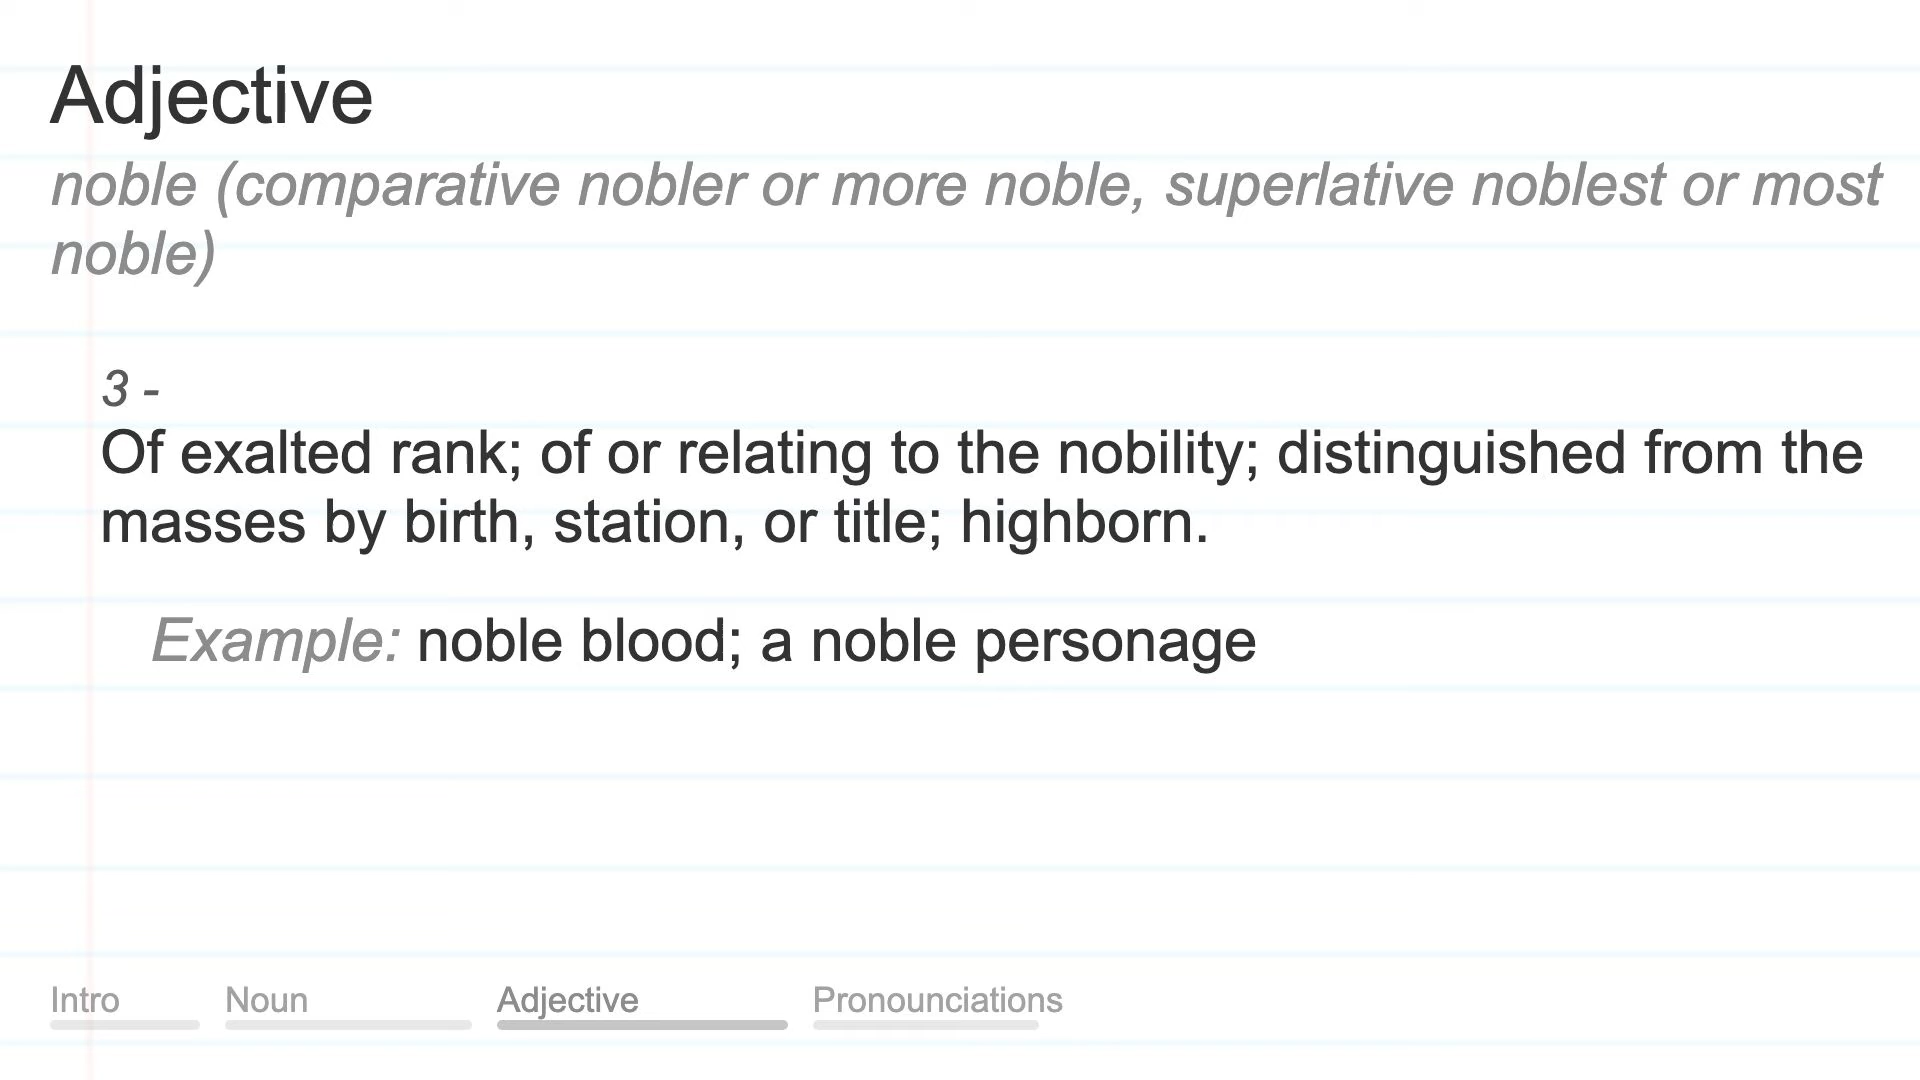 Adjective
noble (comparative nobler or more noble, superlative noblest or most
noble)
3 -
Of exalted rank; of or relating to the nobility; distinguished from the
masses by birth, station, or title; highborn.
Example: noble blood; a noble personage
Intro Noun Adjective Pronounciations